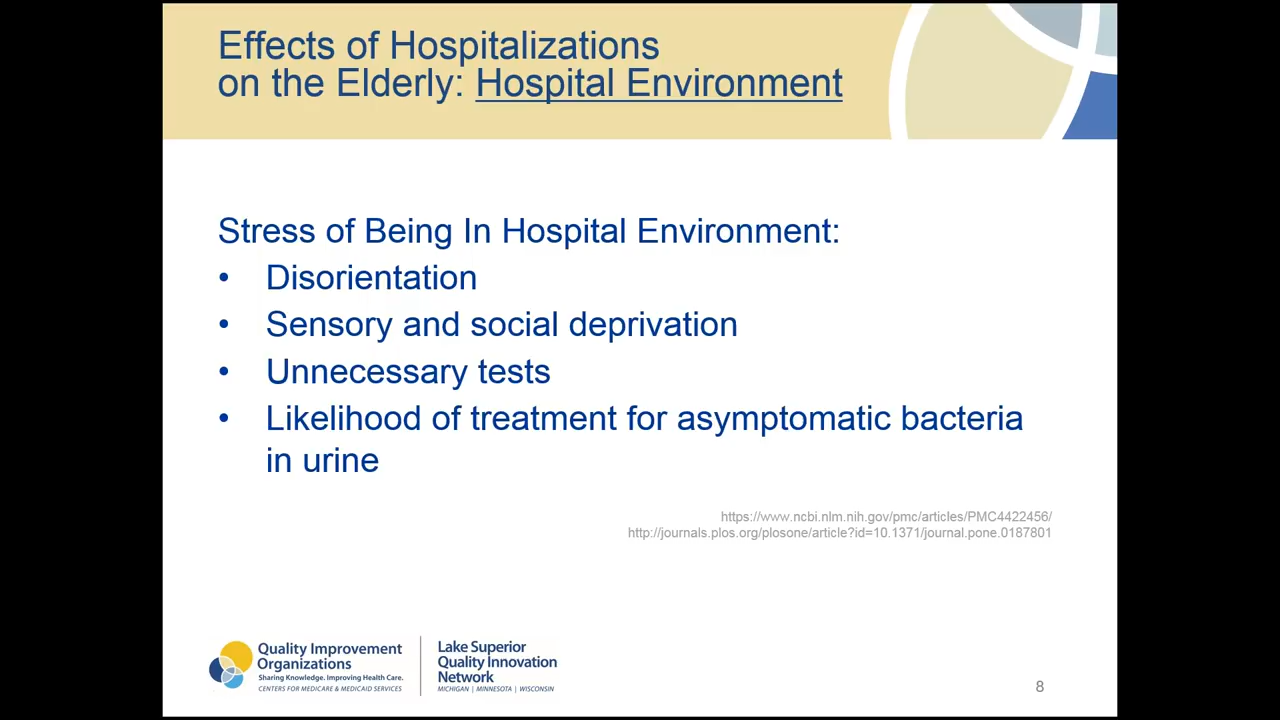 Effects of Hospitalizations
on the Elderly: Hospital Environment
Stress of Being In Hospital Environment:
• Disorientation
• Sensory and social deprivation
• Unnecessary tests
• Likelihood of treatment for asymptomatic bacteria
in urine
https://www.ncbi.nlm.nih.gov/pmc/articles/PMC4422456/
http://journals.plos.org/plosone/article?id=10.1371/journal.pone.0187801
Quality Improvement
Organizations
Sharing Knowledge. Improving Health Care.
CENTERS FOR MEDICARE & MEDICAID SERVICES
Lake Superior
Quality Innovation
Network
MICHIGAN | MINNESOTA | WISCONSIN
8